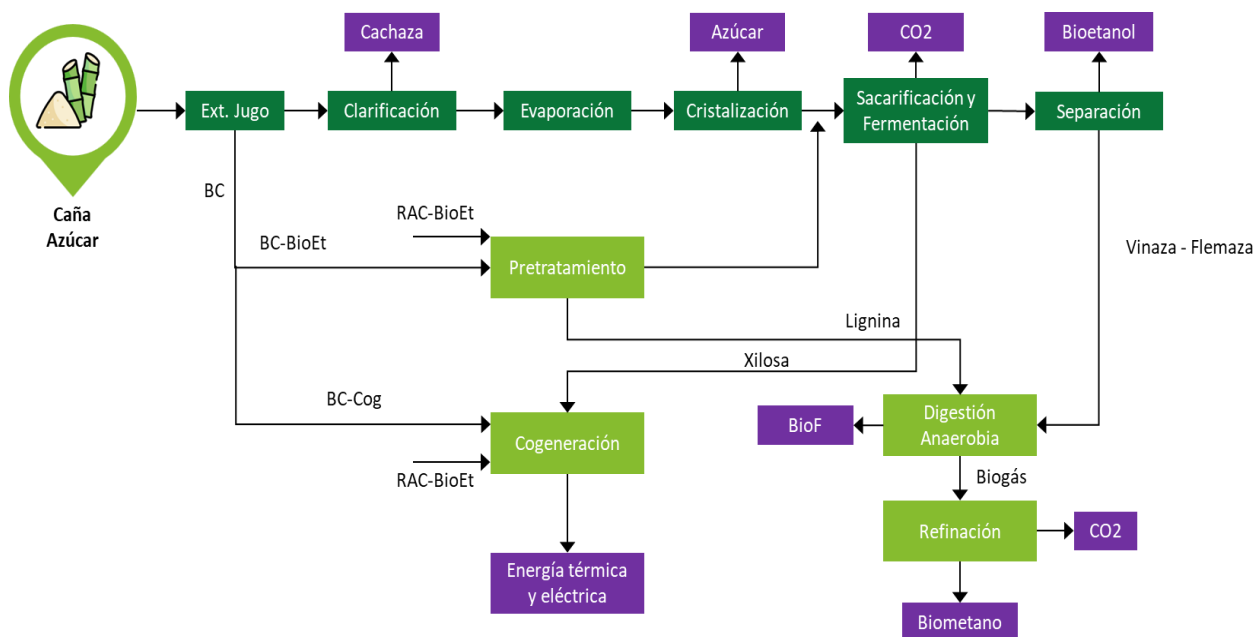 Cachaza
Azúcar
CO2
Bioetanol
Ext. Jugo
Clarificación
Evaporación
Cristalización
Sacarificación y
Fermentación
Separación
Caña
Azúcar
BC
RAC-BioEt
BC-BioEt
Pretratamiento
Vinaza - Flemaza
Lignina
Xilosa
BC-Cog
Cogeneración
RAC-BioEt
BioF
Digestión
Anaerobia
Biogás
Refinación
CO2
Energía térmica
y eléctrica
Biometano